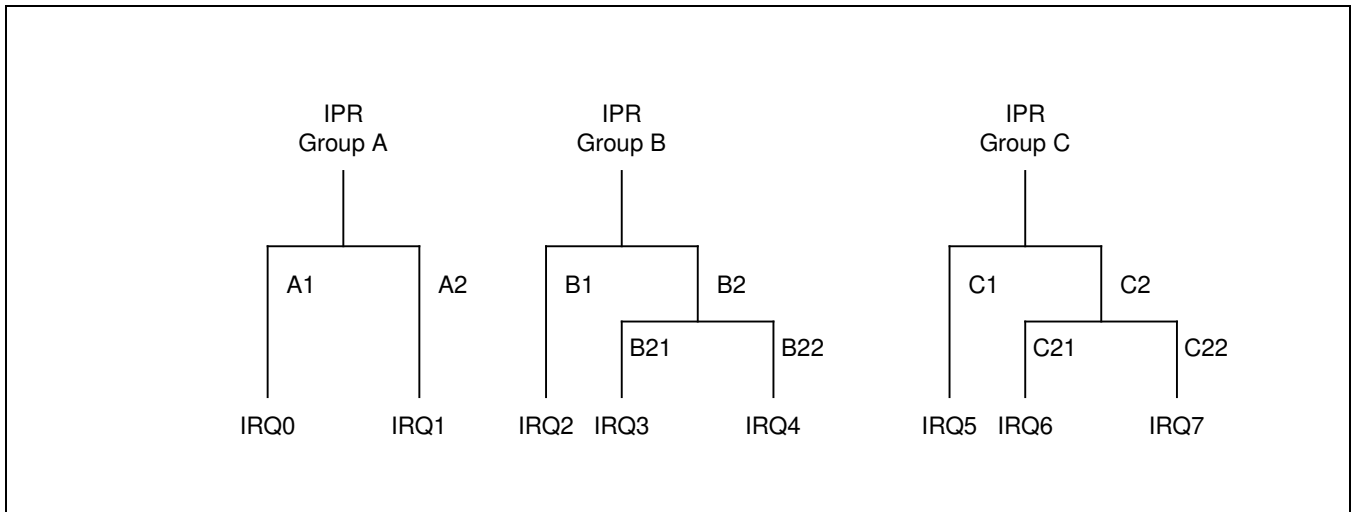 IPR
Group A
IPR
Group B
IPR
Group C
A1
A2
B1
B2
C1
C2
B21
B22
C21
C22
IRQ0
IRQ1
IRQ2
IRQ3
IRQ4
IRQ5
IRQ6
IRQ7